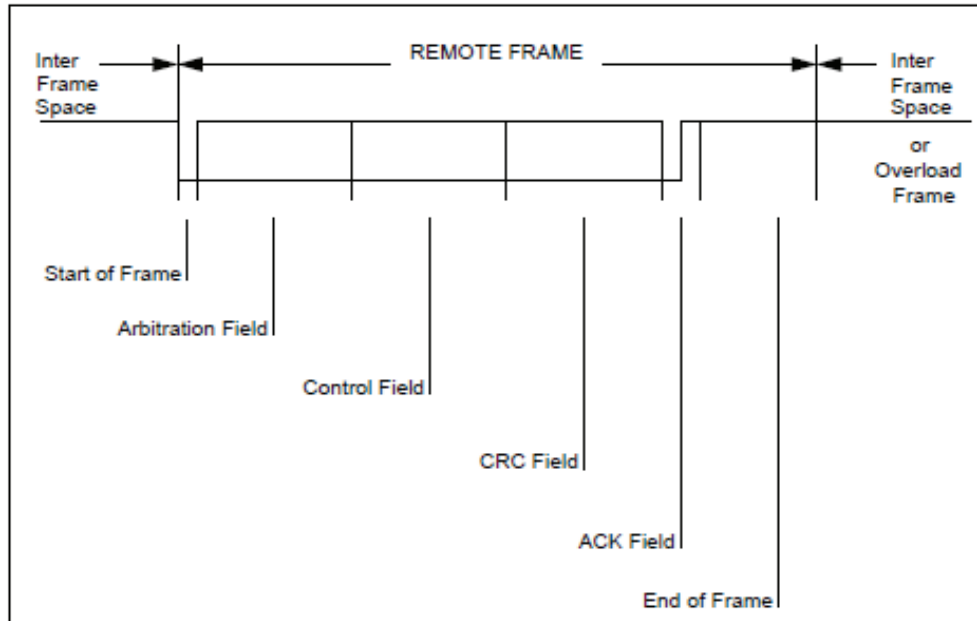 REMOTE FRAME
Inter
Frame
Space
Inter
Frame
Space
or
Overload
Frame
Start of Frame
Arbitration Field
Control Field
CRC Field
ACK Field
End of Frame